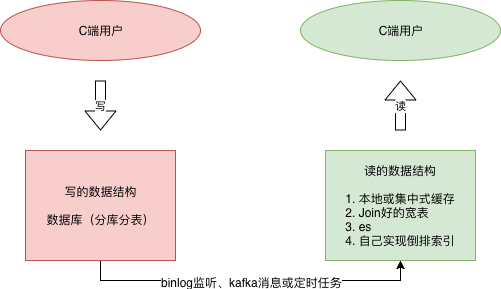 C端用户
C端用户
写
读
写的数据结构
数据库（分库分表）
读的数据结构
1. 本地或集中式缓存
2. Join好的宽表
3. es
4. 自己实现倒排索引
binlog监听、kafka消息或定时任务